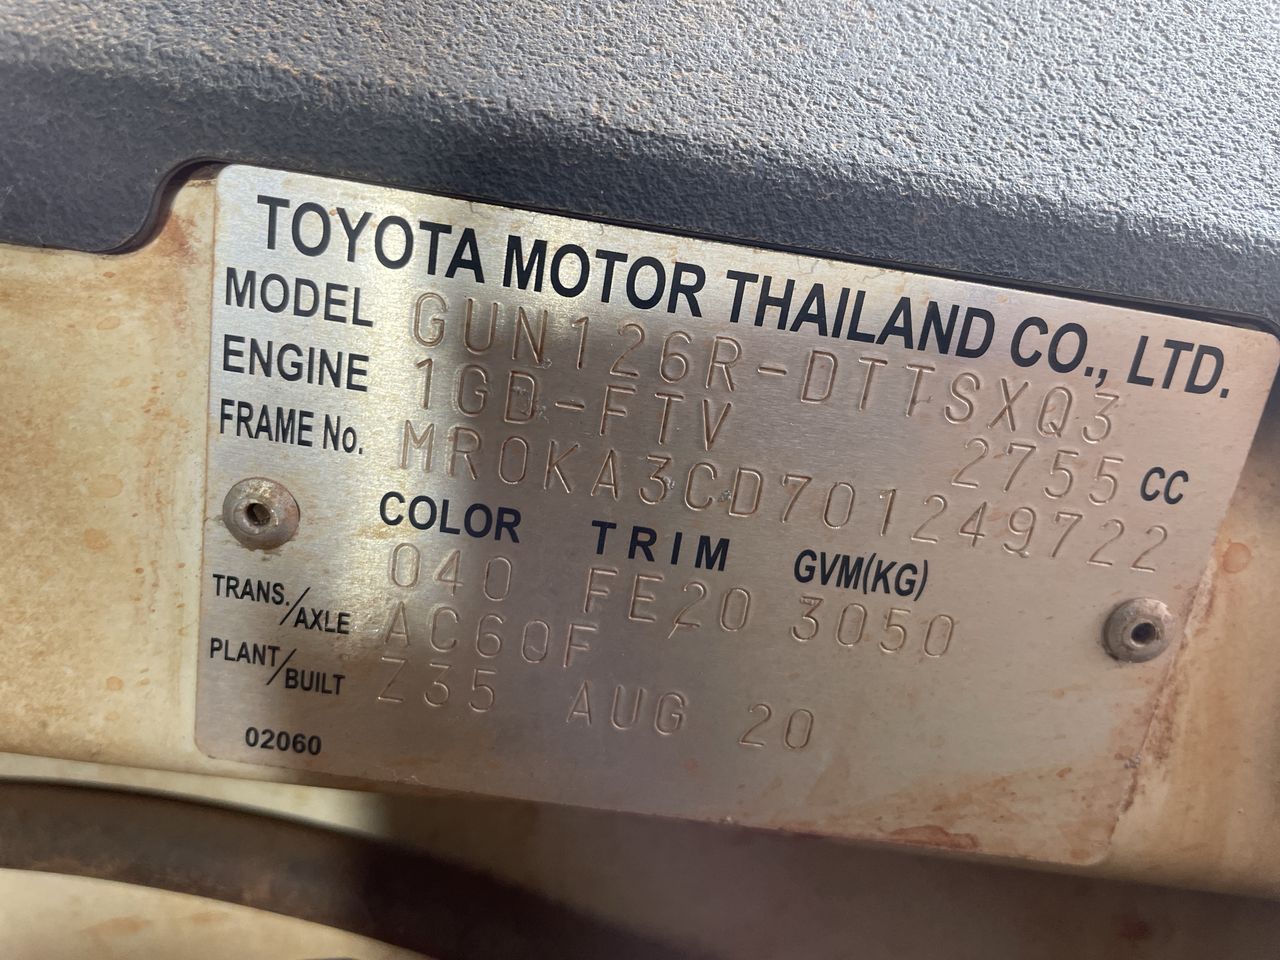 TOYOTA MOTOR THAILAND CO., LTD.
MODEL GUN126R-DTTSXQ3
ENGINE 1GD-FTV 2755 CC
FRAME No. MR0KA3CD701249722
COLOR TRIM GVM(KG)
040 FE20 3050
TRANS./AXLE AC60F
PLANT/BUILT Z35 AUG 20
02060